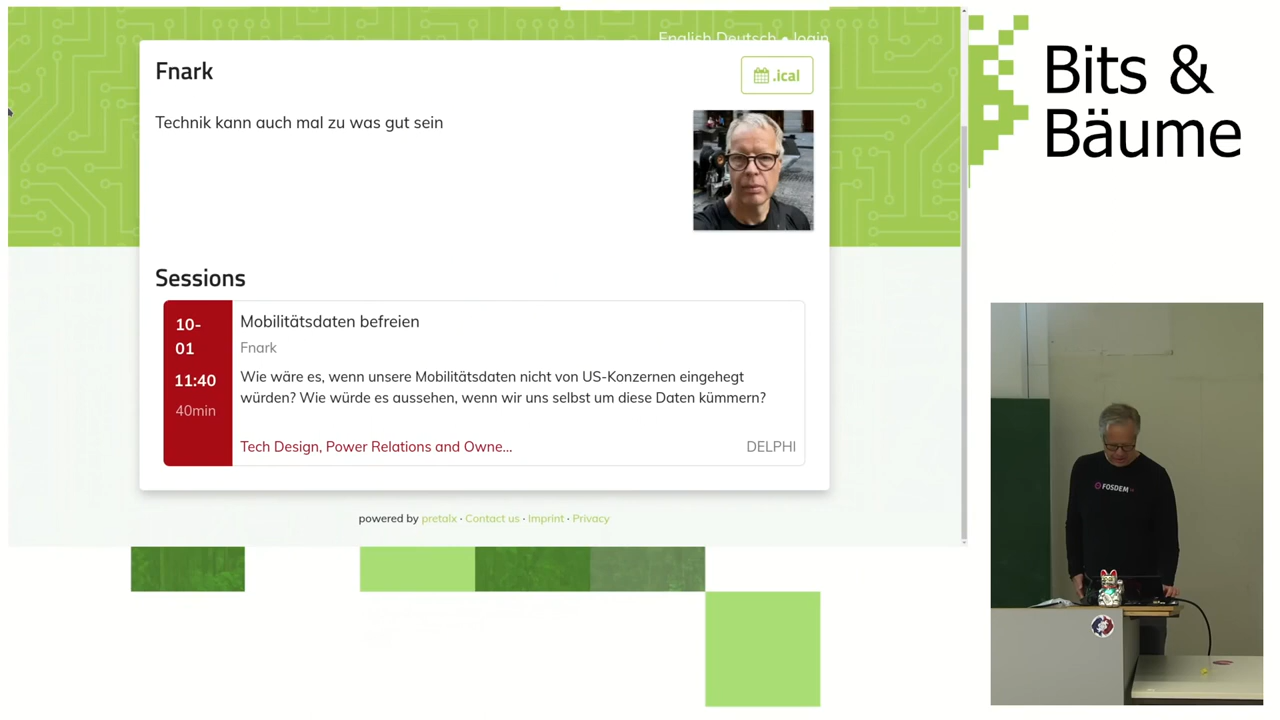 English Deutsch • login
Fnark
.ical
Technik kann auch mal zu was gut sein
Sessions
10-
01
11:40
40min
Mobilitätsdaten befreien
Fnark
Wie wäre es, wenn unsere Mobilitätsdaten nicht von US-Konzernen eingehegt
würden? Wie würde es aussehen, wenn wir uns selbst um diese Daten kümmern?
Tech Design, Power Relations and Owne...
DELPHI
powered by pretalx · Contact us · Imprint · Privacy
Bits &
Bäume
FOSDEM